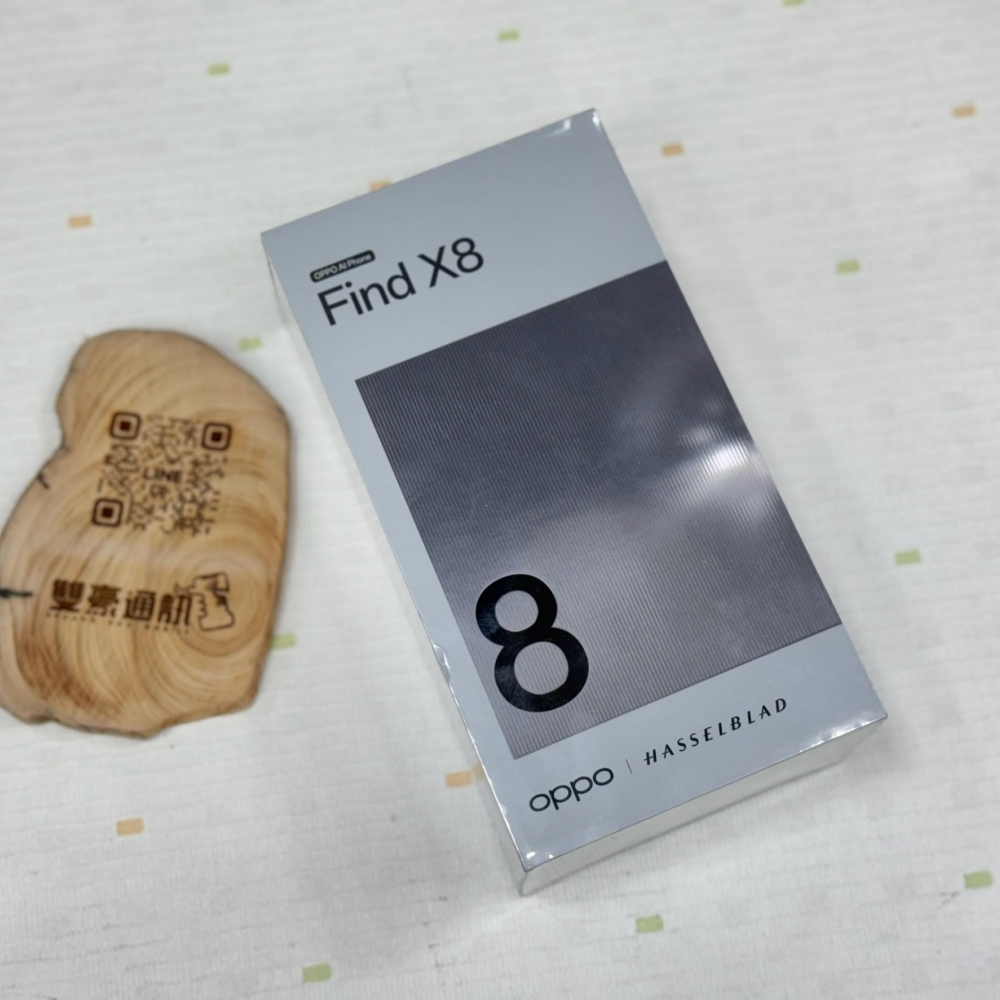 OPPO AI Phone
Find X8
8
oppo | HASSELBLAD
LINE
雙豪通訊